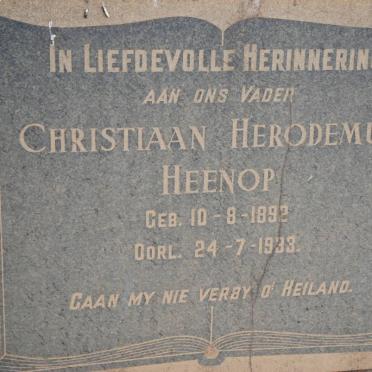 IN LIEFDEVOLLE HERINNERIN
AAN ONS VADER
CHRISTIAAN HERODEMU
HEENOP
GEB. 10-8-1892
OORL. 24-7-1933.
GAAN MY NIE VERBY O' HEILAND.